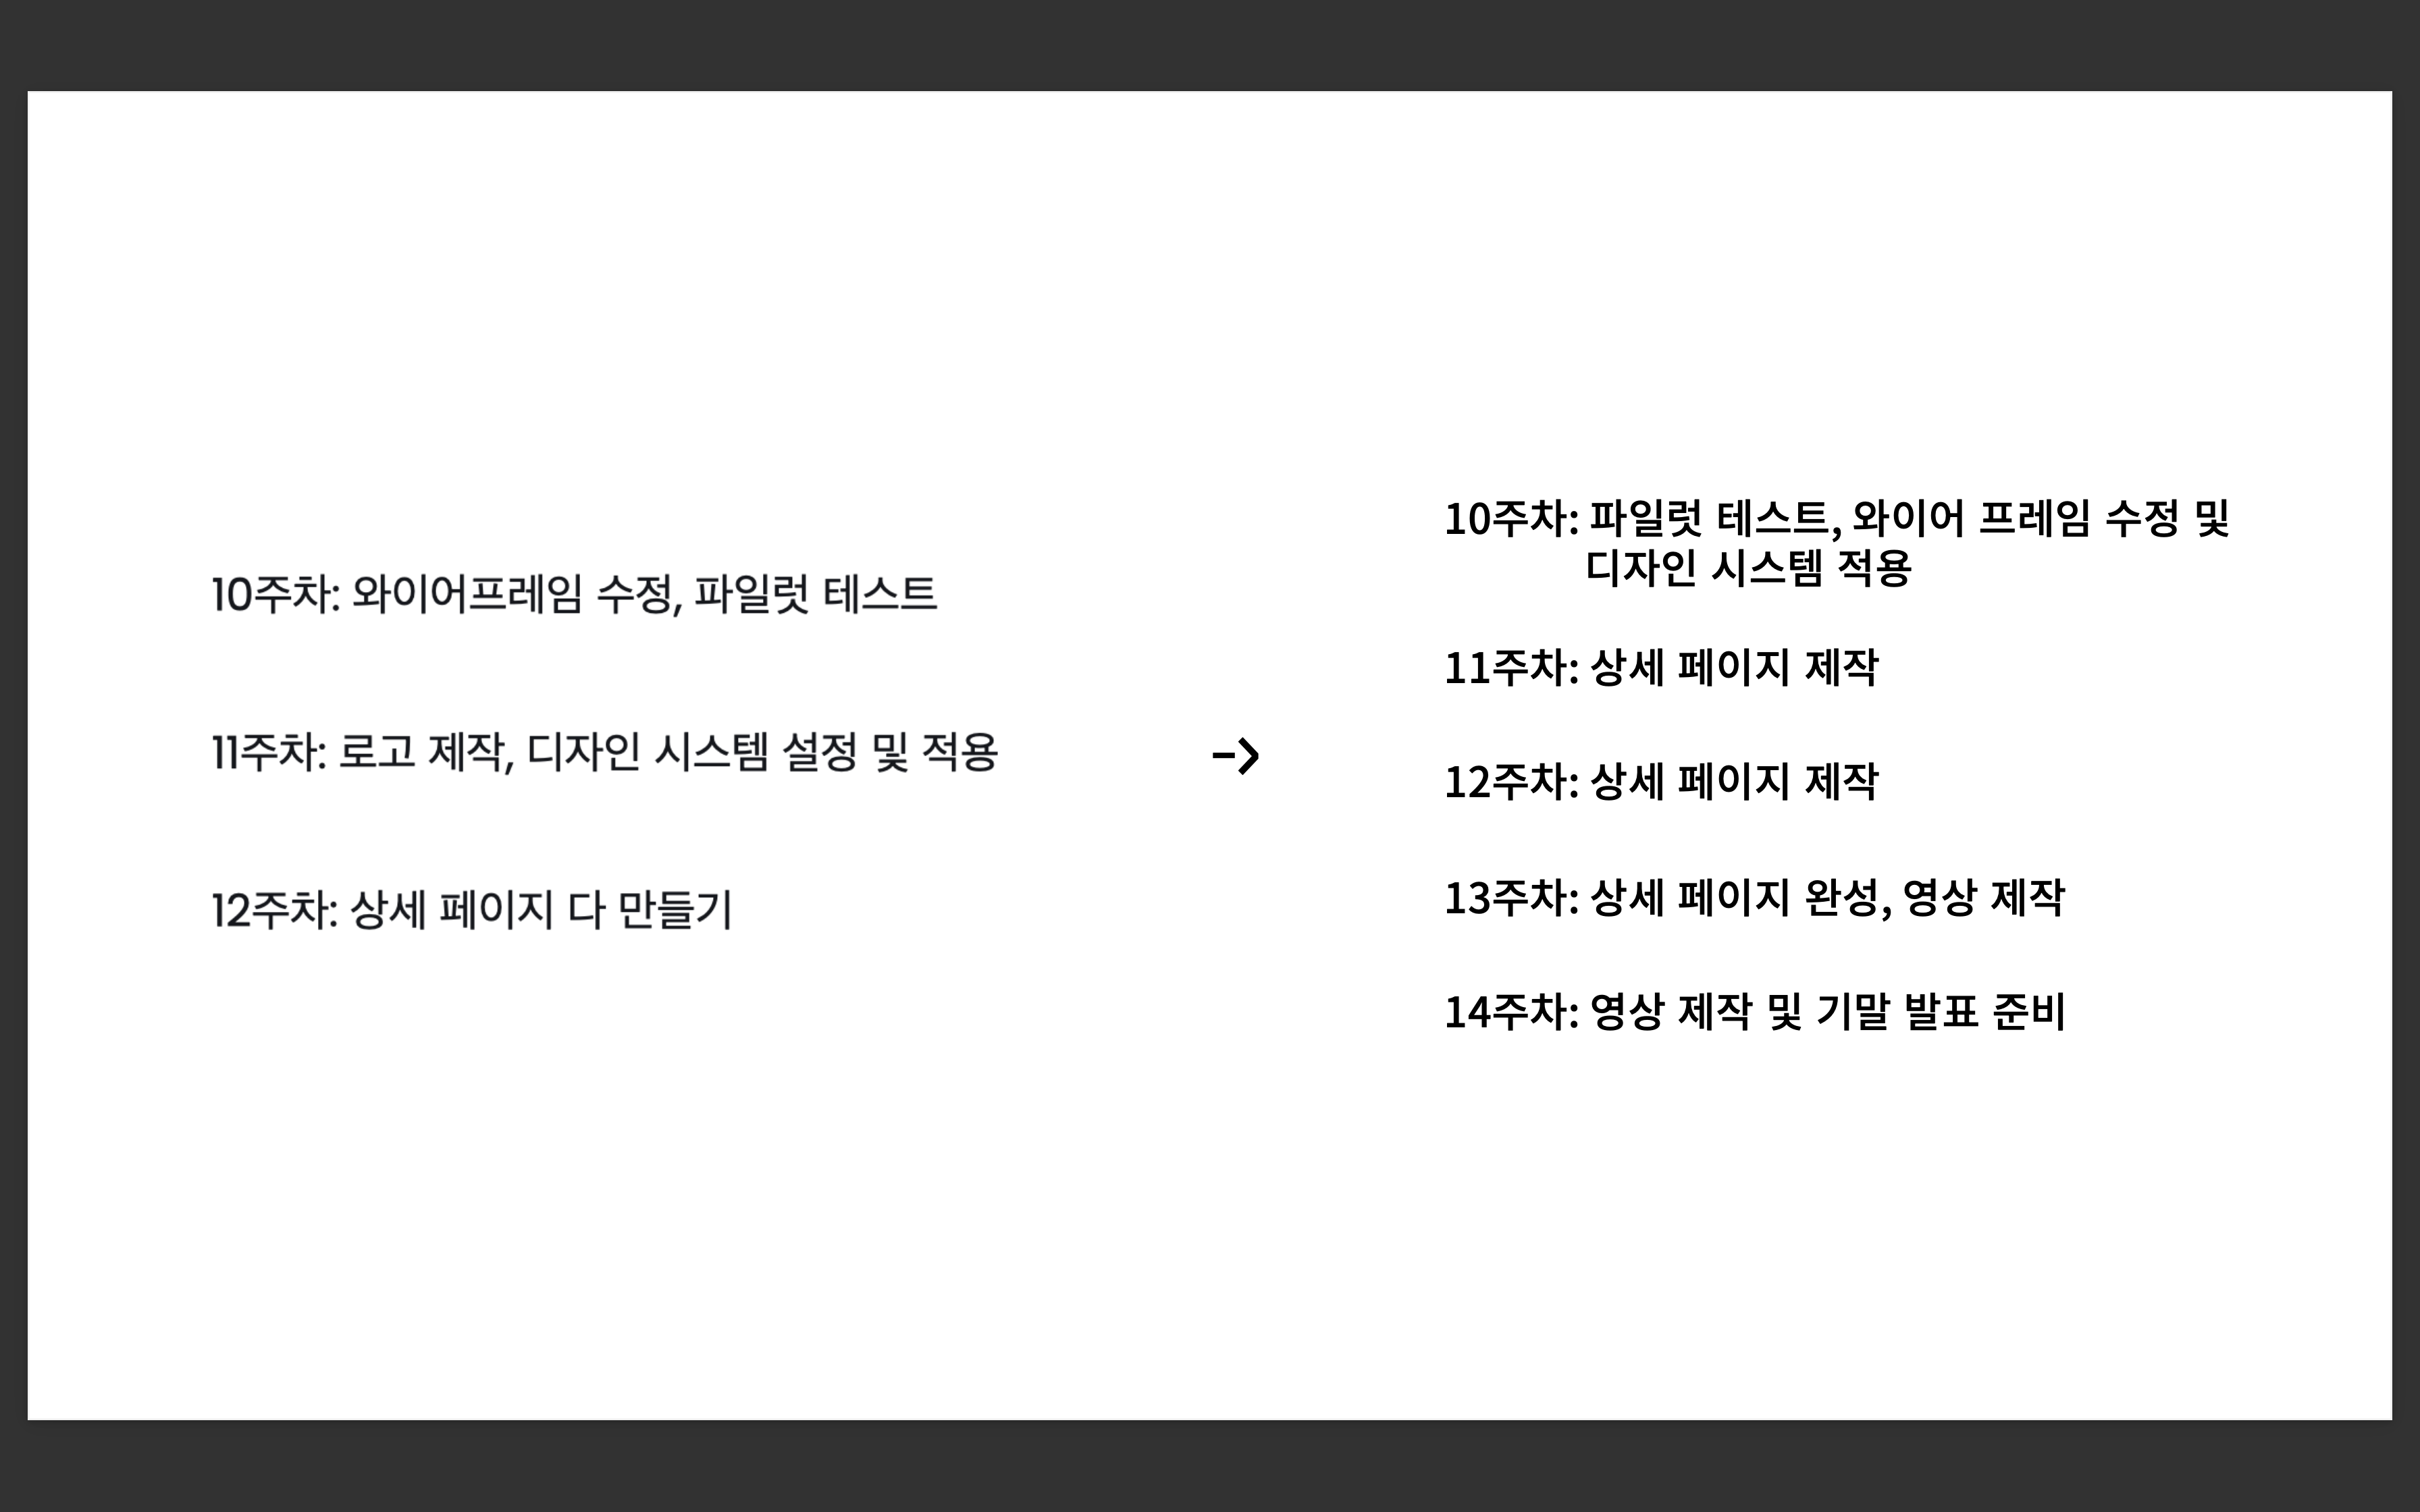 10주차: 와이어프레임 수정, 파일럿 테스트
11주차: 로고 제작, 디자인 시스템 설정 및 적용
12주차: 상세 페이지 다 만들기
→
10주차: 파일럿 테스트, 와이어 프레임 수정 및
디자인 시스템 적용
11주차: 상세 페이지 제작
12주차: 상세 페이지 제작
13주차: 상세 페이지 완성, 영상 제작
14주차: 영상 제작 및 기말 발표 준비